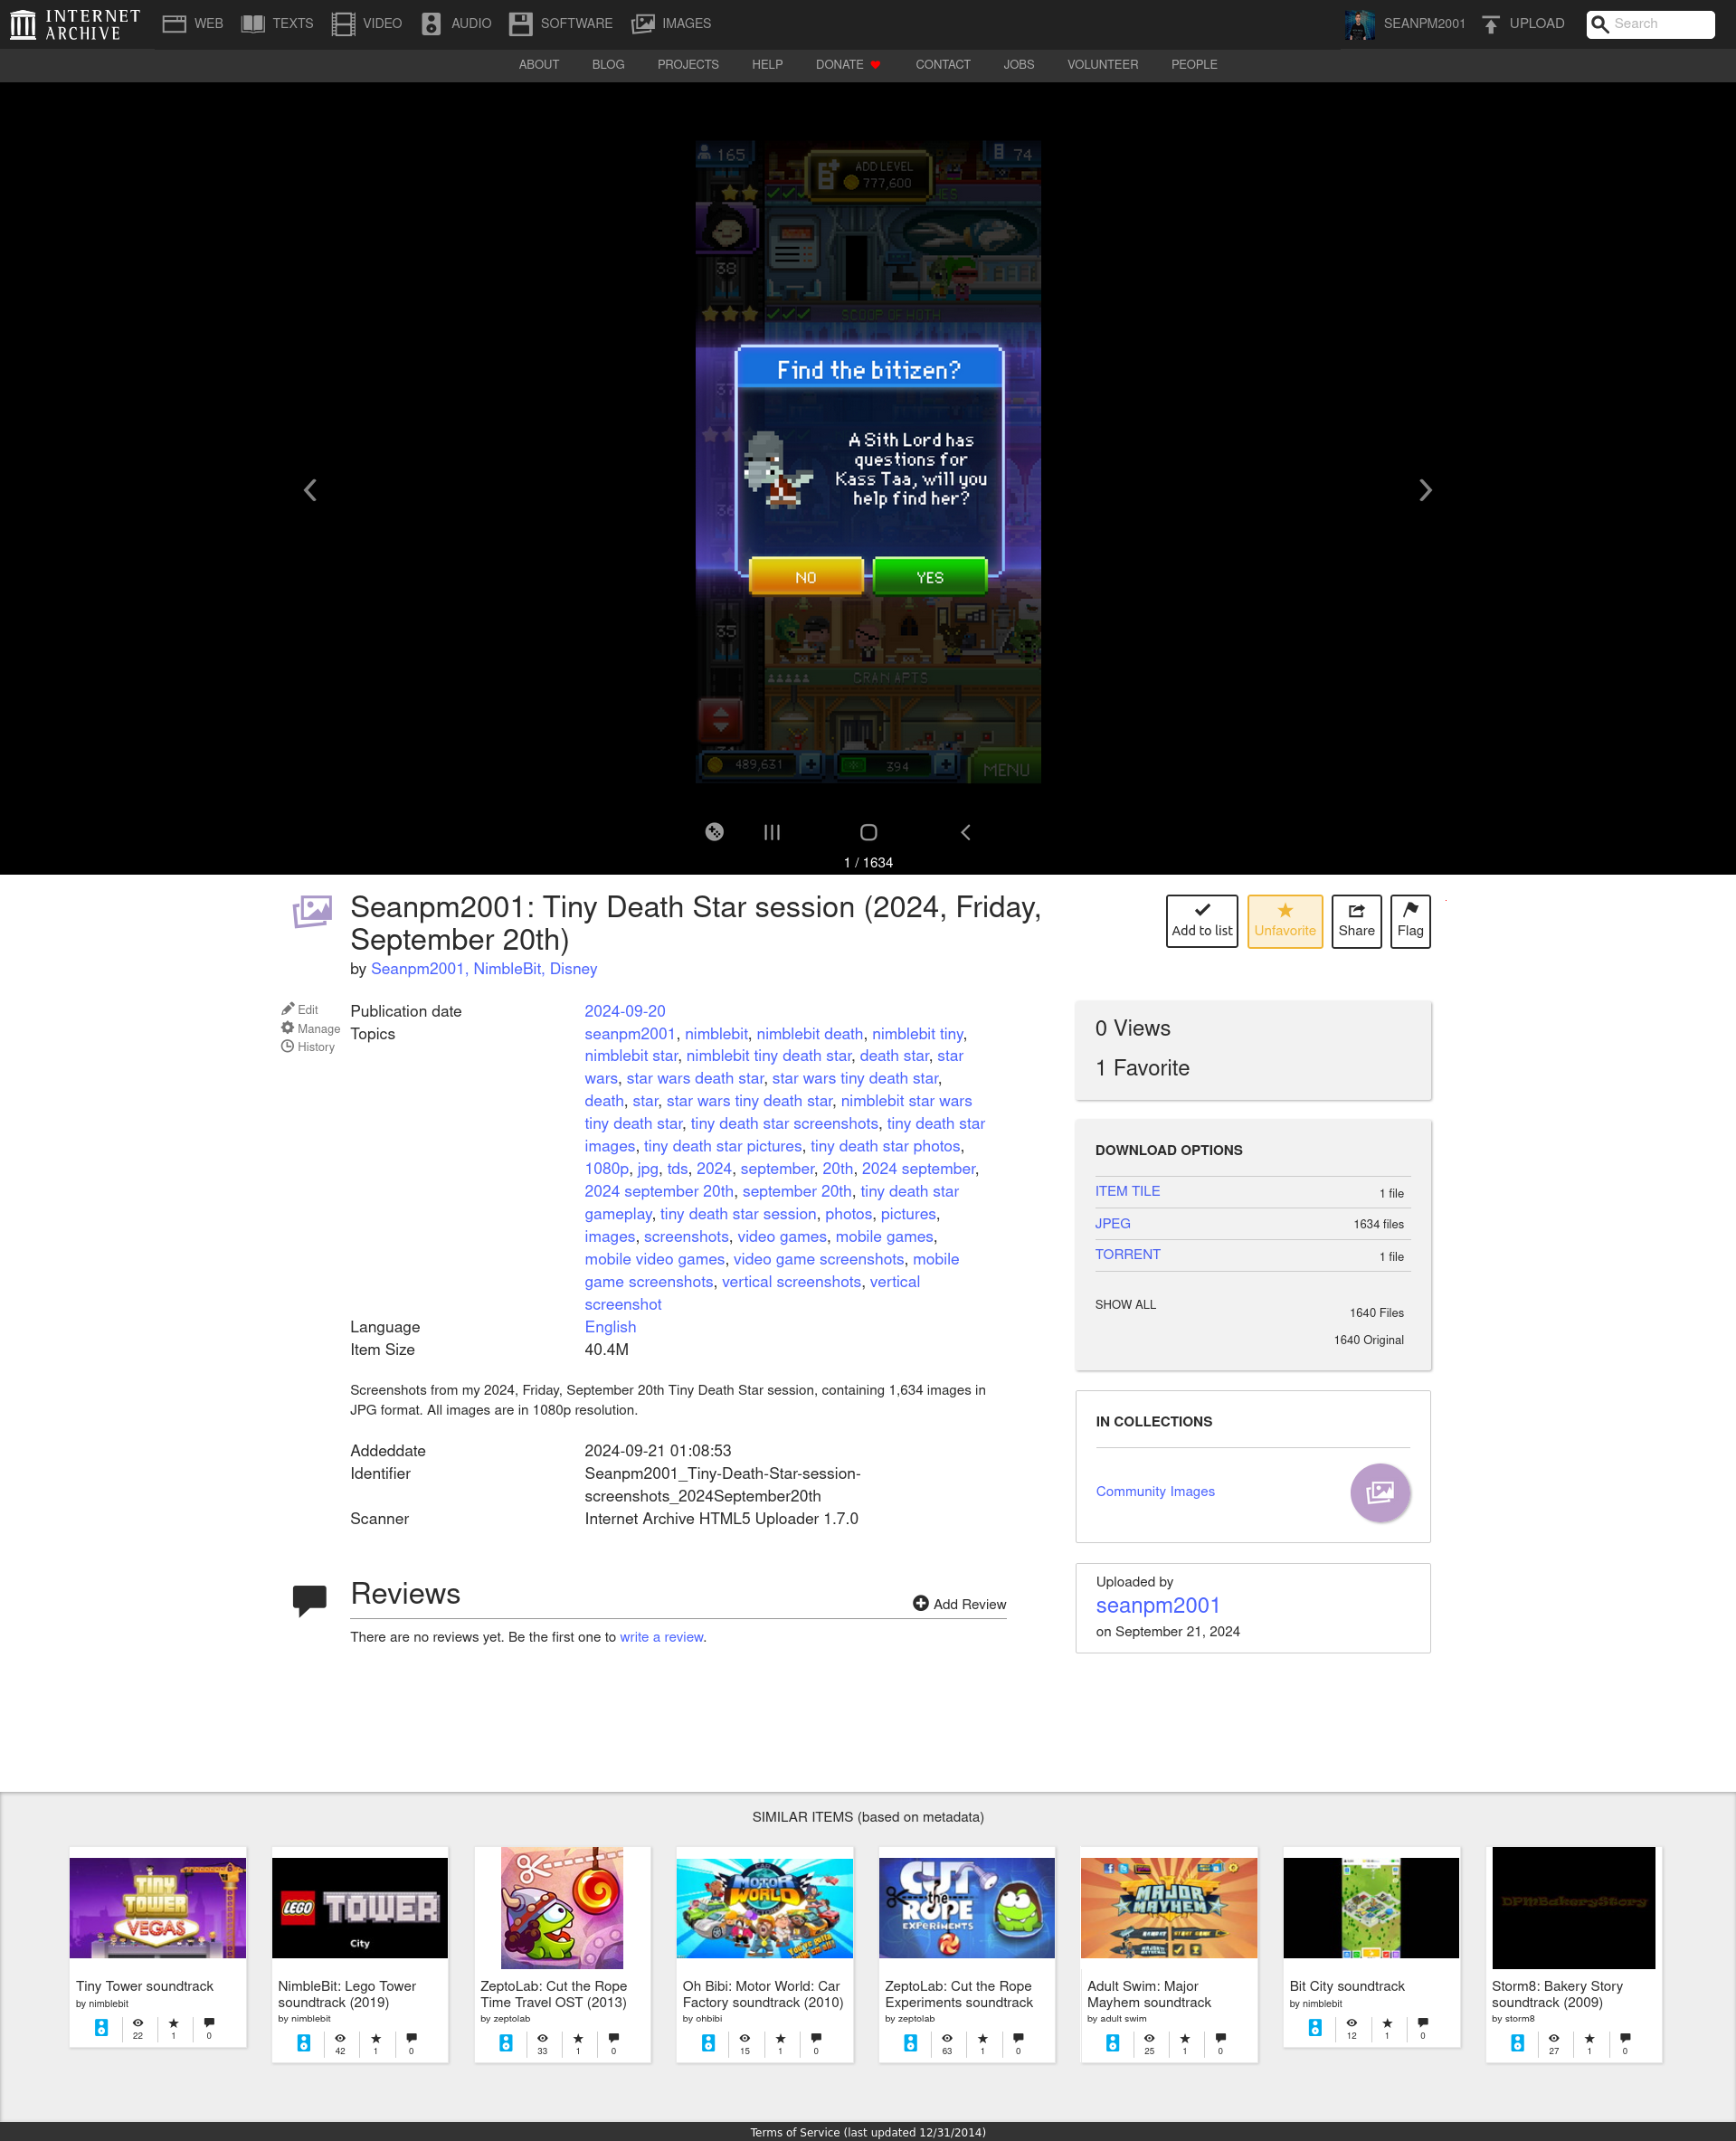 INTERNET
ARCHIVE
WEB
TEXTS
VIDEO
AUDIO
SOFTWARE
IMAGES
SEANPM2001
UPLOAD
Search
ABOUT
BLOG
PROJECTS
HELP
DONATE
CONTACT
JOBS
VOLUNTEER
PEOPLE
165
ADD LEVEL
777,600
74
38
SCOOP OF HOTH
Find the bitizen?
A Sith Lord has
questions for
Kass Taa, will you
help find her?
NO
YES
35
GRAN APTS
489,631
394
MENU
1 / 1634
Seanpm2001: Tiny Death Star session (2024, Friday,
September 20th)
by Seanpm2001, NimbleBit, Disney
Add to list
Unfavorite
Share
Flag
Edit
Manage
History
Publication date
2024-09-20
Topics
seanpm2001, nimblebit, nimblebit death, nimblebit tiny,
nimblebit star, nimblebit tiny death star, death star, star
wars, star wars death star, star wars tiny death star,
death, star, star wars tiny death star, nimblebit star wars
tiny death star, tiny death star screenshots, tiny death star
images, tiny death star pictures, tiny death star photos,
1080p, jpg, tds, 2024, september, 20th, 2024 september,
2024 september 20th, september 20th, tiny death star
gameplay, tiny death star session, photos, pictures,
images, screenshots, video games, mobile games,
mobile video games, video game screenshots, mobile
game screenshots, vertical screenshots, vertical
screenshot
Language
English
Item Size
40.4M
Screenshots from my 2024, Friday, September 20th Tiny Death Star session, containing 1,634 images in
JPG format. All images are in 1080p resolution.
Addeddate
2024-09-21 01:08:53
Identifier
Seanpm2001_Tiny-Death-Star-session-
screenshots_2024September20th
Scanner
Internet Archive HTML5 Uploader 1.7.0
Reviews
Add Review
There are no reviews yet. Be the first one to write a review.
0 Views
1 Favorite
DOWNLOAD OPTIONS
ITEM TILE
1 file
JPEG
1634 files
TORRENT
1 file
SHOW ALL
1640 Files
1640 Original
IN COLLECTIONS
Community Images
Uploaded by
seanpm2001
on September 21, 2024
SIMILAR ITEMS (based on metadata)
TINY
TOWER
VEGAS
Tiny Tower soundtrack
by nimblebit
22
1
0
LEGO
TOWER
City
NimbleBit: Lego Tower
soundtrack (2019)
by nimblebit
42
1
0
ZeptoLab: Cut the Rope
Time Travel OST (2013)
by zeptolab
33
1
0
MOTOR
WORLD
Oh Bibi: Motor World: Car
Factory soundtrack (2010)
by ohbibi
15
1
0
CUT
the
ROPE
EXPERIMENTS
ZeptoLab: Cut the Rope
Experiments soundtrack
by zeptolab
63
1
0
MAJOR
MAYHEM
Adult Swim: Major
Mayhem soundtrack
by adult swim
25
1
0
Bit City soundtrack
by nimblebit
12
1
0
DPMBakeryStory
Storm8: Bakery Story
soundtrack (2009)
by storm8
27
1
0
Terms of Service (last updated 12/31/2014)